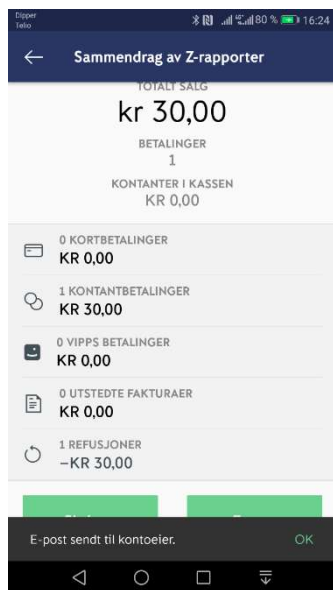 Dipper
Telio
80 %
16:24
Sammendrag av Z-rapporter
TOTALT SALG
kr 30,00
BETALINGER
1
KONTANTER I KASSEN
KR 0,00
0 KORTBETALINGER
KR 0,00
1 KONTANTBETALINGER
KR 30,00
0 VIPPS BETALINGER
KR 0,00
0 UTSTEDTE FAKTURAER
KR 0,00
1 REFUSJONER
–KR 30,00
E-post sendt til kontoeier.
OK